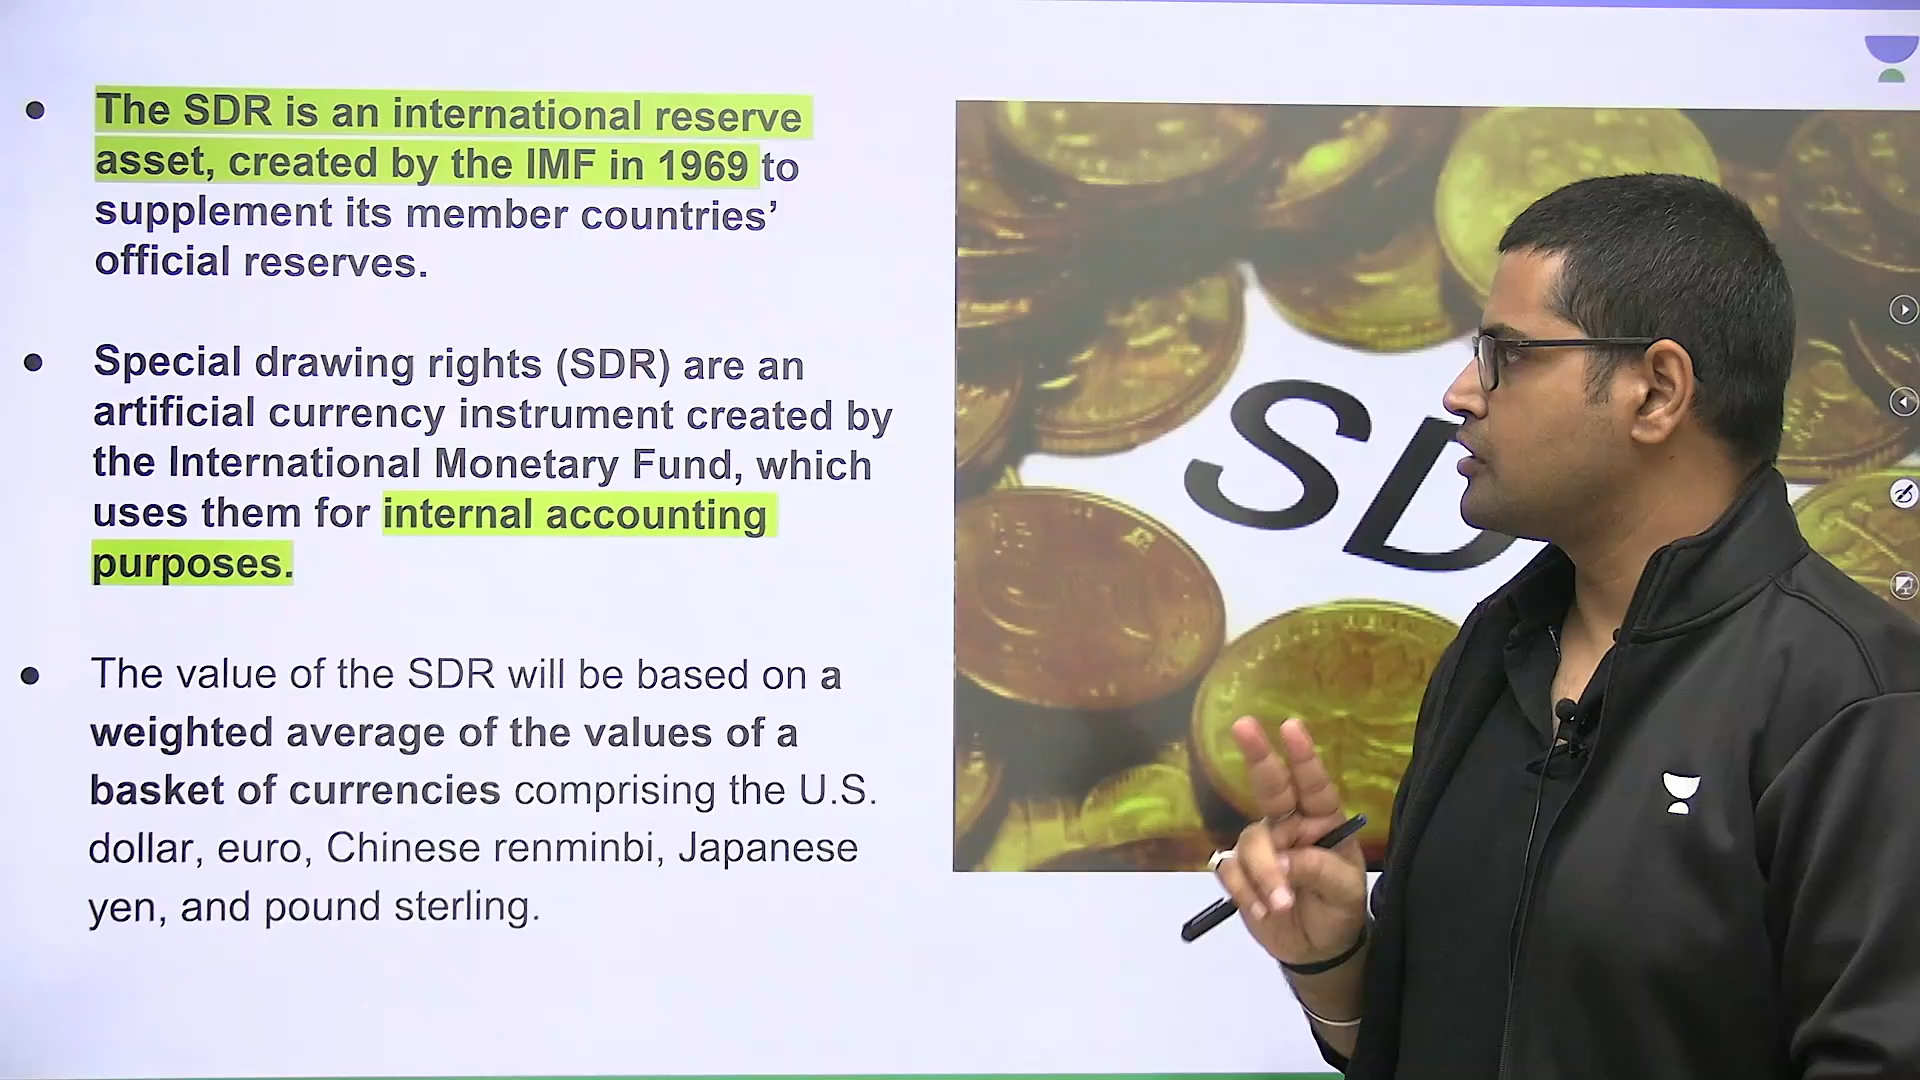 The SDR is an international reserve
asset, created by the IMF in 1969 to
supplement its member countries’
official reserves.
Special drawing rights (SDR) are an
artificial currency instrument created by
the International Monetary Fund, which
uses them for internal accounting
purposes.
The value of the SDR will be based on a
weighted average of the values of a
basket of currencies comprising the U.S.
dollar, euro, Chinese renminbi, Japanese
yen, and pound sterling.
SD